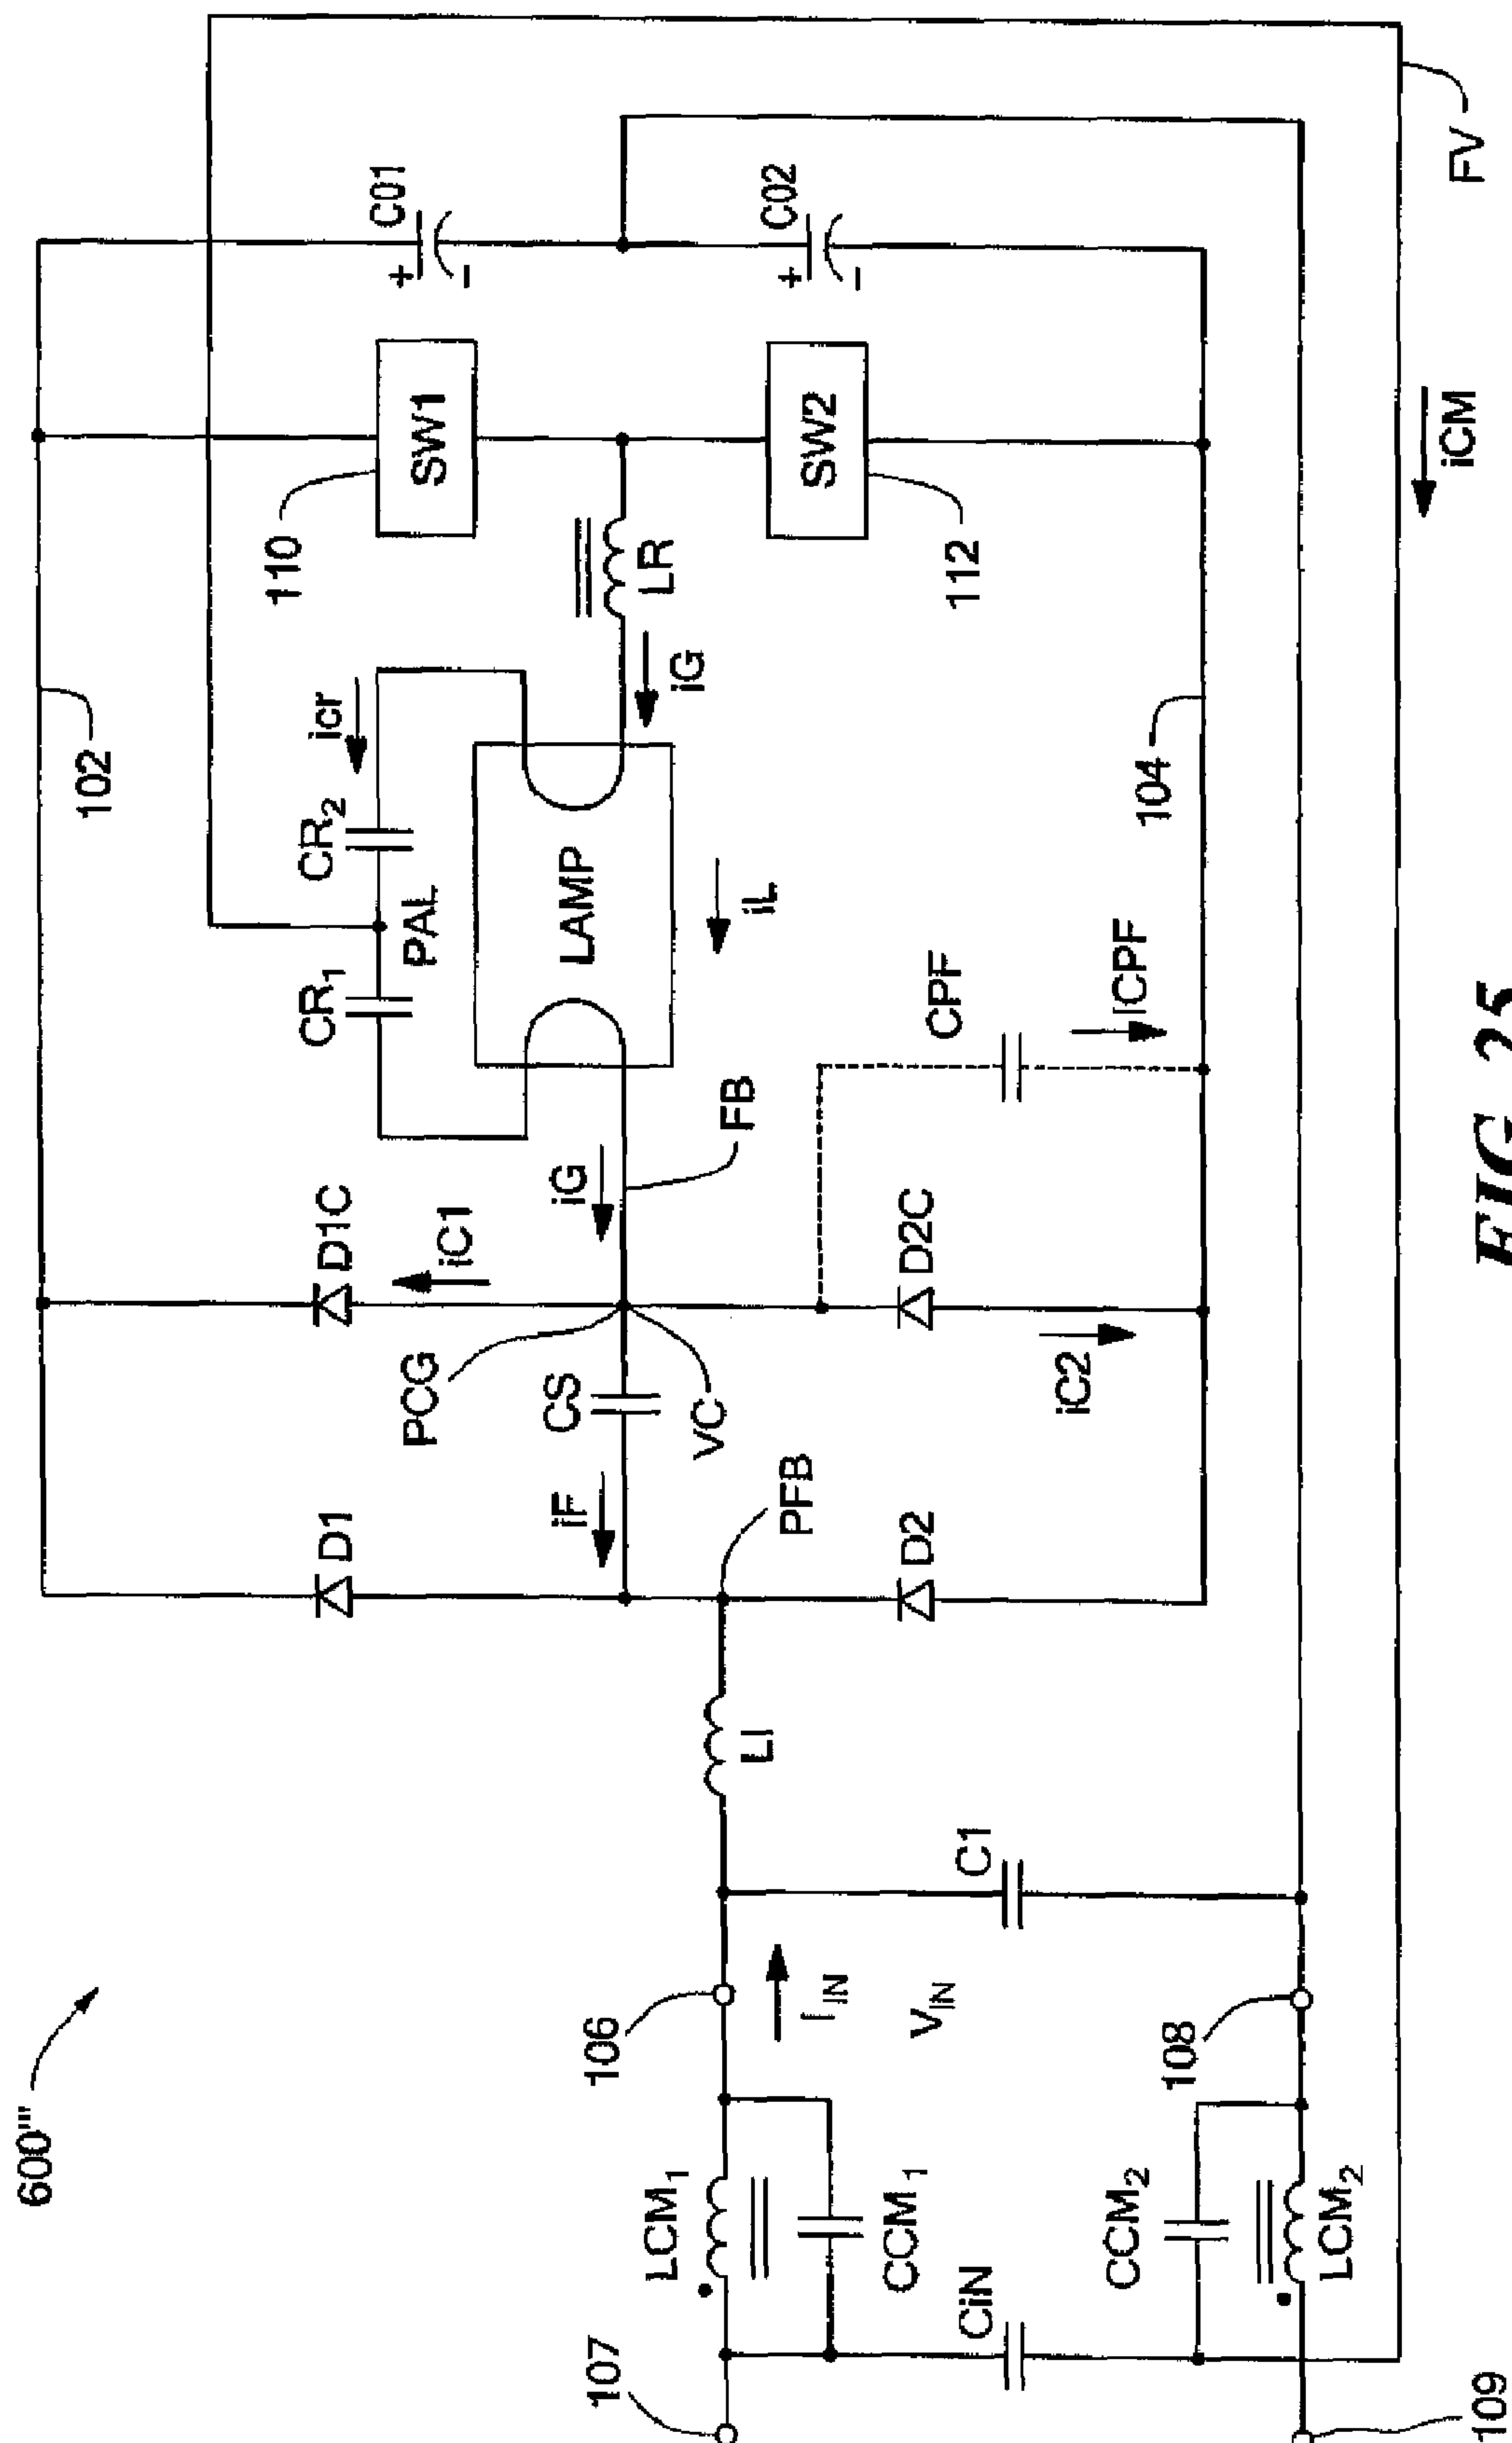 600'''
102
FV
C01
+
-
C02
+
-
110
SW1
SW2
112
LR
iG
icr
CR2
CR1
PAL
LAMP
iL
104
iCM
CPF
iCPF
FB
iG
D1C
iC1
D2C
iC2
PCG
CS
VC
iF
PFB
D1
D2
LI
C1
106
IIN
VIN
108
LCM1
CCM1
CCM2
LCM2
CiN
107
109
FIG. 25